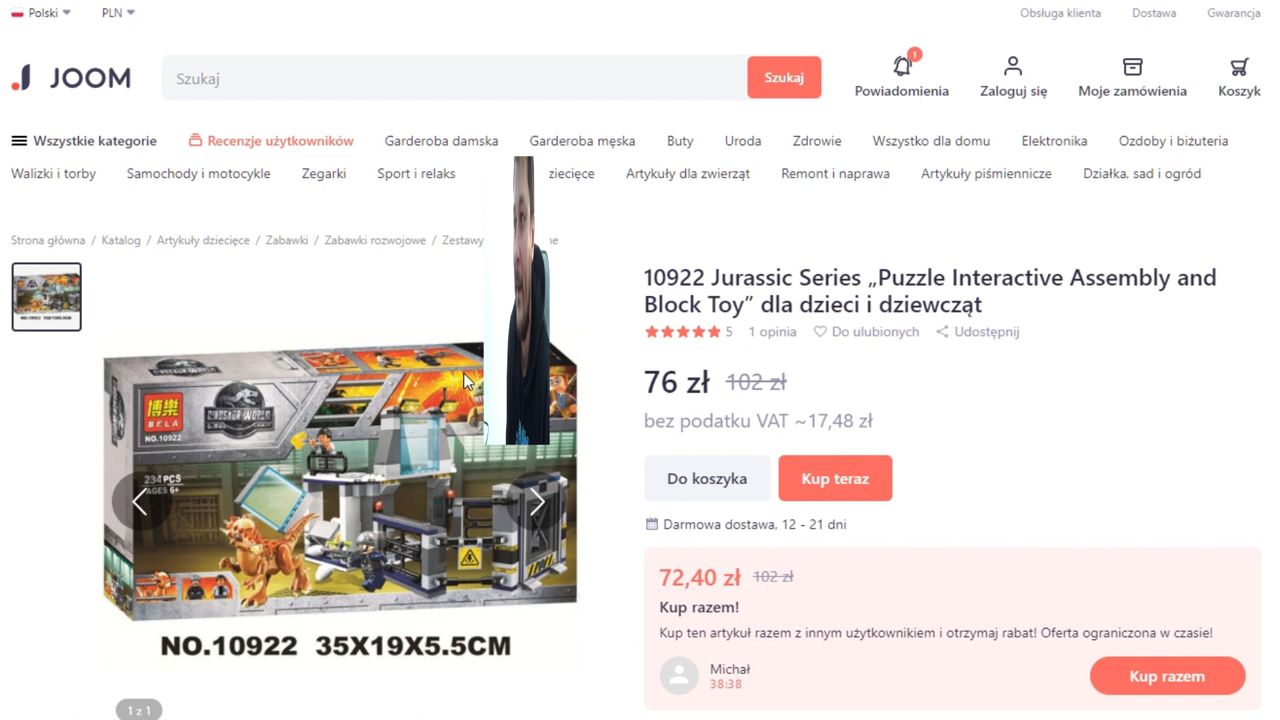 Polski PLN Obsługa klienta Dostawa Gwarancja
JOOM Szukaj Szukaj 1 Powiadomienia Zaloguj się Moje zamówienia Koszyk
Wszystkie kategorie Recenzje użytkowników Garderoba damska Garderoba męska Buty Uroda Zdrowie Wszystko dla domu Elektronika Ozdoby i biżuteria
Walizki i torby Samochody i motocykle Zegarki Sport i relaks ziecięce Artykuły dla zwierząt Remont i naprawa Artykuły piśmiennicze Działka, sad i ogród
Strona główna / Katalog / Artykuły dziecięce / Zabawki / Zabawki rozwojowe / Zestawy ne
10922 Jurassic Series „Puzzle Interactive Assembly and
Block Toy” dla dzieci i dziewcząt
5 1 opinia Do ulubionych Udostępnij
76 zł 102 zł
bez podatku VAT ~17,48 zł
Do koszyka Kup teraz
Darmowa dostawa, 12 - 21 dni
72,40 zł 102 zł
Kup razem!
Kup ten artykuł razem z innym użytkownikiem i otrzymaj rabat! Oferta ograniczona w czasie!
Michał
38:38
Kup razem
博樂
BELA
NO.10922
DINOSAUR WORLD
234 PCS
AGES 6+
NO.10922 35X19X5.5CM
1 z 1